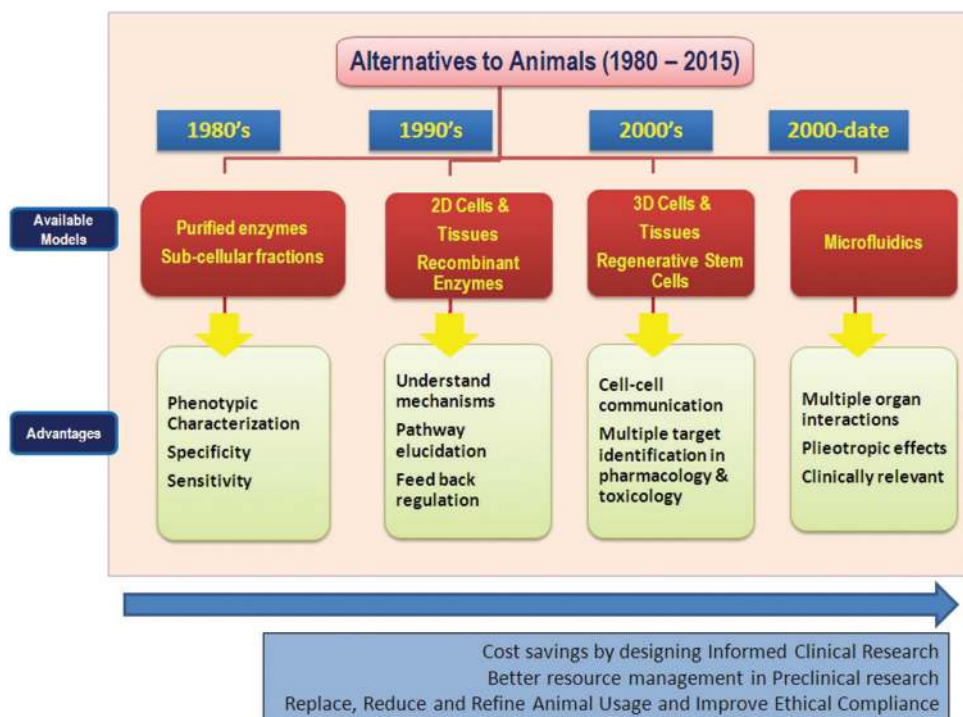 Alternatives to Animals (1980 – 2015)
1980's
1990's
2000's
2000-date
Available
Models
Purified enzymes
Sub-cellular fractions
2D Cells &
Tissues
Recombinant
Enzymes
3D Cells &
Tissues
Regenerative Stem
Cells
Microfluidics
Advantages
Phenotypic
Characterization
Specificity
Sensitivity
Understand
mechanisms
Pathway
elucidation
Feed back
regulation
Cell-cell
communication
Multiple target
identification in
pharmacology &
toxicology
Multiple organ
interactions
Plieotropic effects
Clinically relevant
Cost savings by designing Informed Clinical Research
Better resource management in Preclinical research
Replace, Reduce and Refine Animal Usage and Improve Ethical Compliance